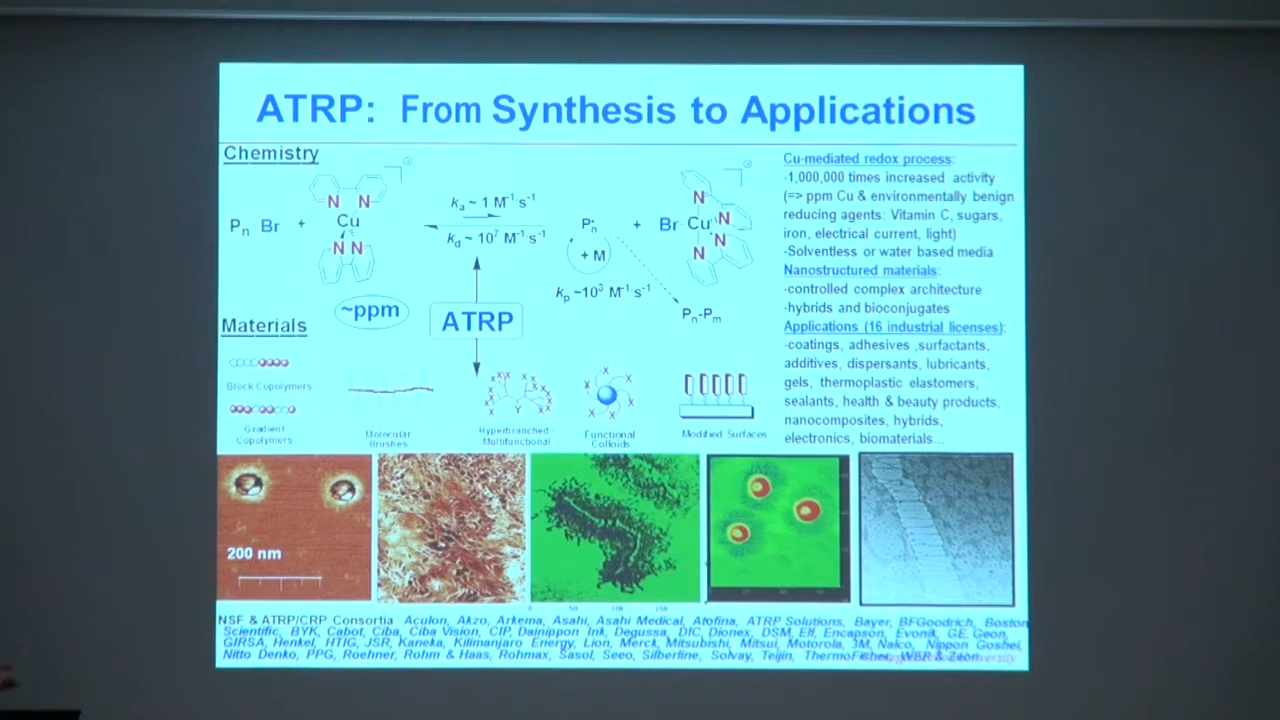 ATRP: From Synthesis to Applications
Chemistry
Pn Br + N N Cu N N
ka ~ 1 M-1·s-1
kd ~ 107 M-1·s-1
Pn• + Br Cu N N N N
+ M
kp ~103 M-1·s-1
Pn-Pm
~ppm
ATRP
Materials
Block Copolymers
Gradient
Copolymers
Molecular
Brushes
X X X X X X X X X X Y
Hyperbranched
Multifunctional
X X X X X X
Functional
Colloids
Modified Surfaces
Cu-mediated redox process:
-1,000,000 times increased activity
(=> ppm Cu & environmentally benign
reducing agents: Vitamin C, sugars,
iron, electrical current, light)
-Solventless or water based media
Nanostructured materials:
-controlled complex architecture
-hybrids and bioconjugates
Applications (16 industrial licenses):
-coatings, adhesives ,surfactants,
additives, dispersants, lubricants,
gels, thermoplastic elastomers,
sealants, health & beauty products,
nanocomposites, hybrids,
electronics, biomaterials...
200 nm
0 50 100 150
NSF & ATRP/CRP Consortia Aculon, Akzo, Arkema, Asahi, Asahi Medical, Atofina, ATRP Solutions, Bayer, BFGoodrich, Boston
Scientific, BYK, Cabot, Ciba, Ciba Vision, CIP, Dainippon Ink, Degussa, DIC, Dionex, DSM, Elf, Encapson, Evonik, GE, Geon,
GIRSA, Henkel, HTIG, JSR, Kaneka, Kilimanjaro Energy, Lion, Merck, Mitsubishi, Mitsui, Motorola, 3M, Nalco, Nippon Goshei,
Nitto Denko, PPG, Roehner, Rohm & Haas, Rohmax, Sasol, Seeo, Silberline, Solvay, Teijin, ThermoFisher, WEP & Zeon